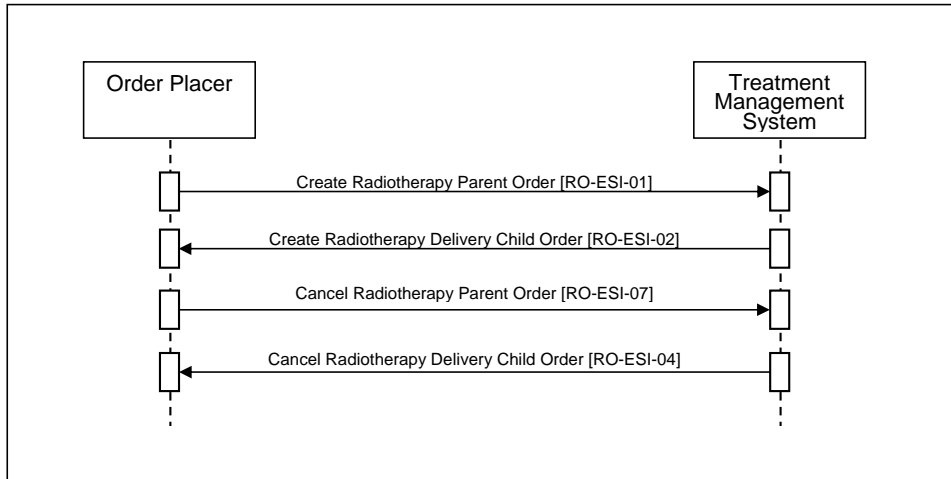 Order Placer
Treatment
Management
System
Create Radiotherapy Parent Order [RO-ESI-01]
Create Radiotherapy Delivery Child Order [RO-ESI-02]
Cancel Radiotherapy Parent Order [RO-ESI-07]
Cancel Radiotherapy Delivery Child Order [RO-ESI-04]